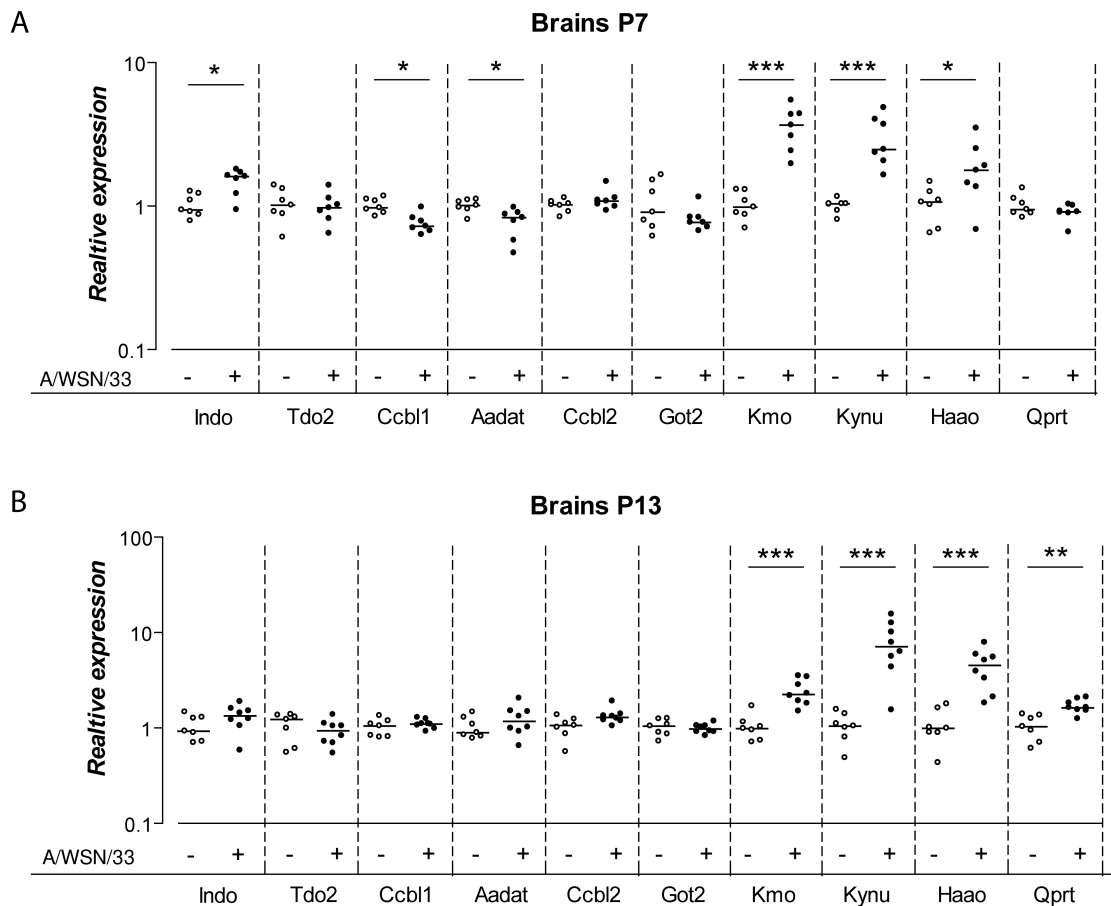 A
Brains P7
10
1
0.1
Realtive expression
* * * *** *** *
A/WSN/33 - + - + - + - + - + - + - + - + - + - +
Indo Tdo2 Ccbl1 Aadat Ccbl2 Got2 Kmo Kynu Haao Qprt
B
Brains P13
100
10
1
0.1
Realtive expression
*** *** *** **
A/WSN/33 - + - + - + - + - + - + - + - + - + - +
Indo Tdo2 Ccbl1 Aadat Ccbl2 Got2 Kmo Kynu Haao Qprt